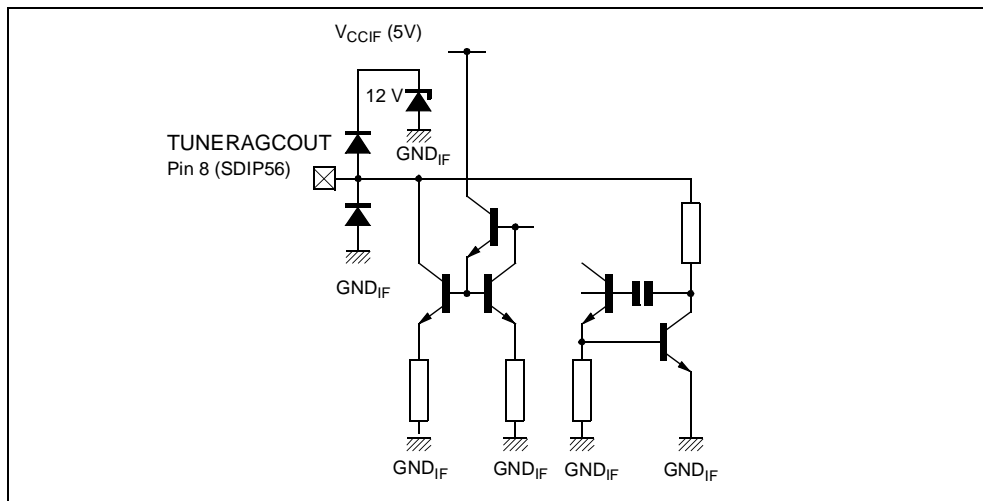 VCCIF (5V)
12 V
GNDIF
TUNERAGCOUT
Pin 8 (SDIP56)
GNDIF
GNDIF
GNDIF
GNDIF
GNDIF